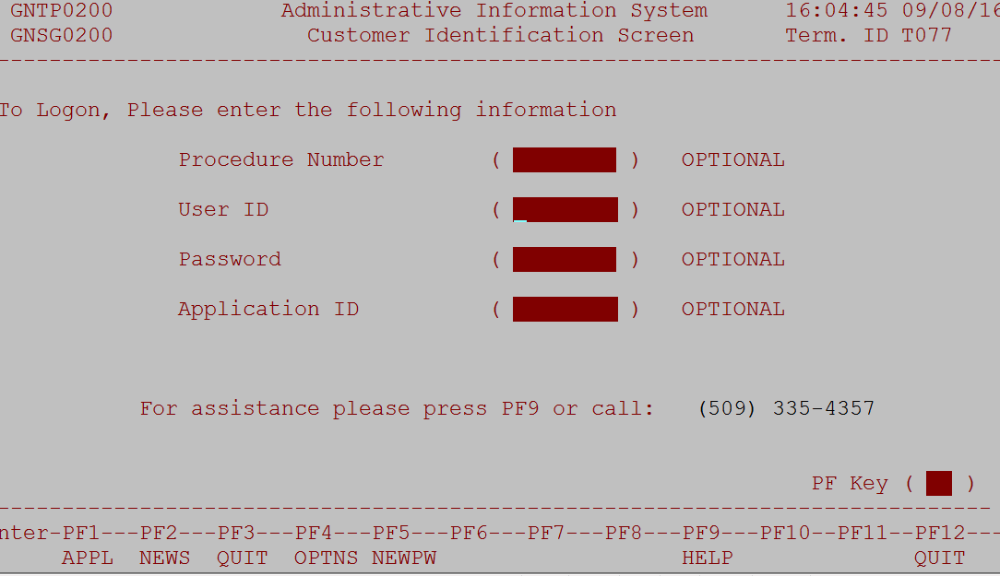 GNTP0200 Administrative Information System 16:04:45 09/08/16
GNSG0200 Customer Identification Screen Term. ID T077
To Logon, Please enter the following information
Procedure Number ( ) OPTIONAL
User ID ( ) OPTIONAL
Password ( ) OPTIONAL
Application ID ( ) OPTIONAL
For assistance please press PF9 or call: (509) 335-4357
PF Key ( )
nter-PF1---PF2---PF3---PF4---PF5---PF6---PF7---PF8---PF9---PF10--PF11--PF12---
APPL NEWS QUIT OPTNS NEWPW HELP QUIT